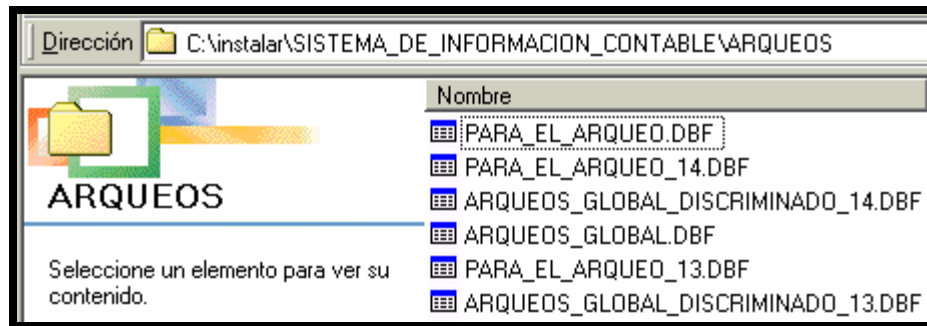 Dirección C:\instalar\SISTEMA_DE_INFORMACION_CONTABLE\ARQUEOS
ARQUEOS
Seleccione un elemento para ver su
contenido.
Nombre
PARA_EL_ARQUEO.DBF
PARA_EL_ARQUEO_14.DBF
ARQUEOS_GLOBAL_DISCRIMINADO_14.DBF
ARQUEOS_GLOBAL.DBF
PARA_EL_ARQUEO_13.DBF
ARQUEOS_GLOBAL_DISCRIMINADO_13.DBF